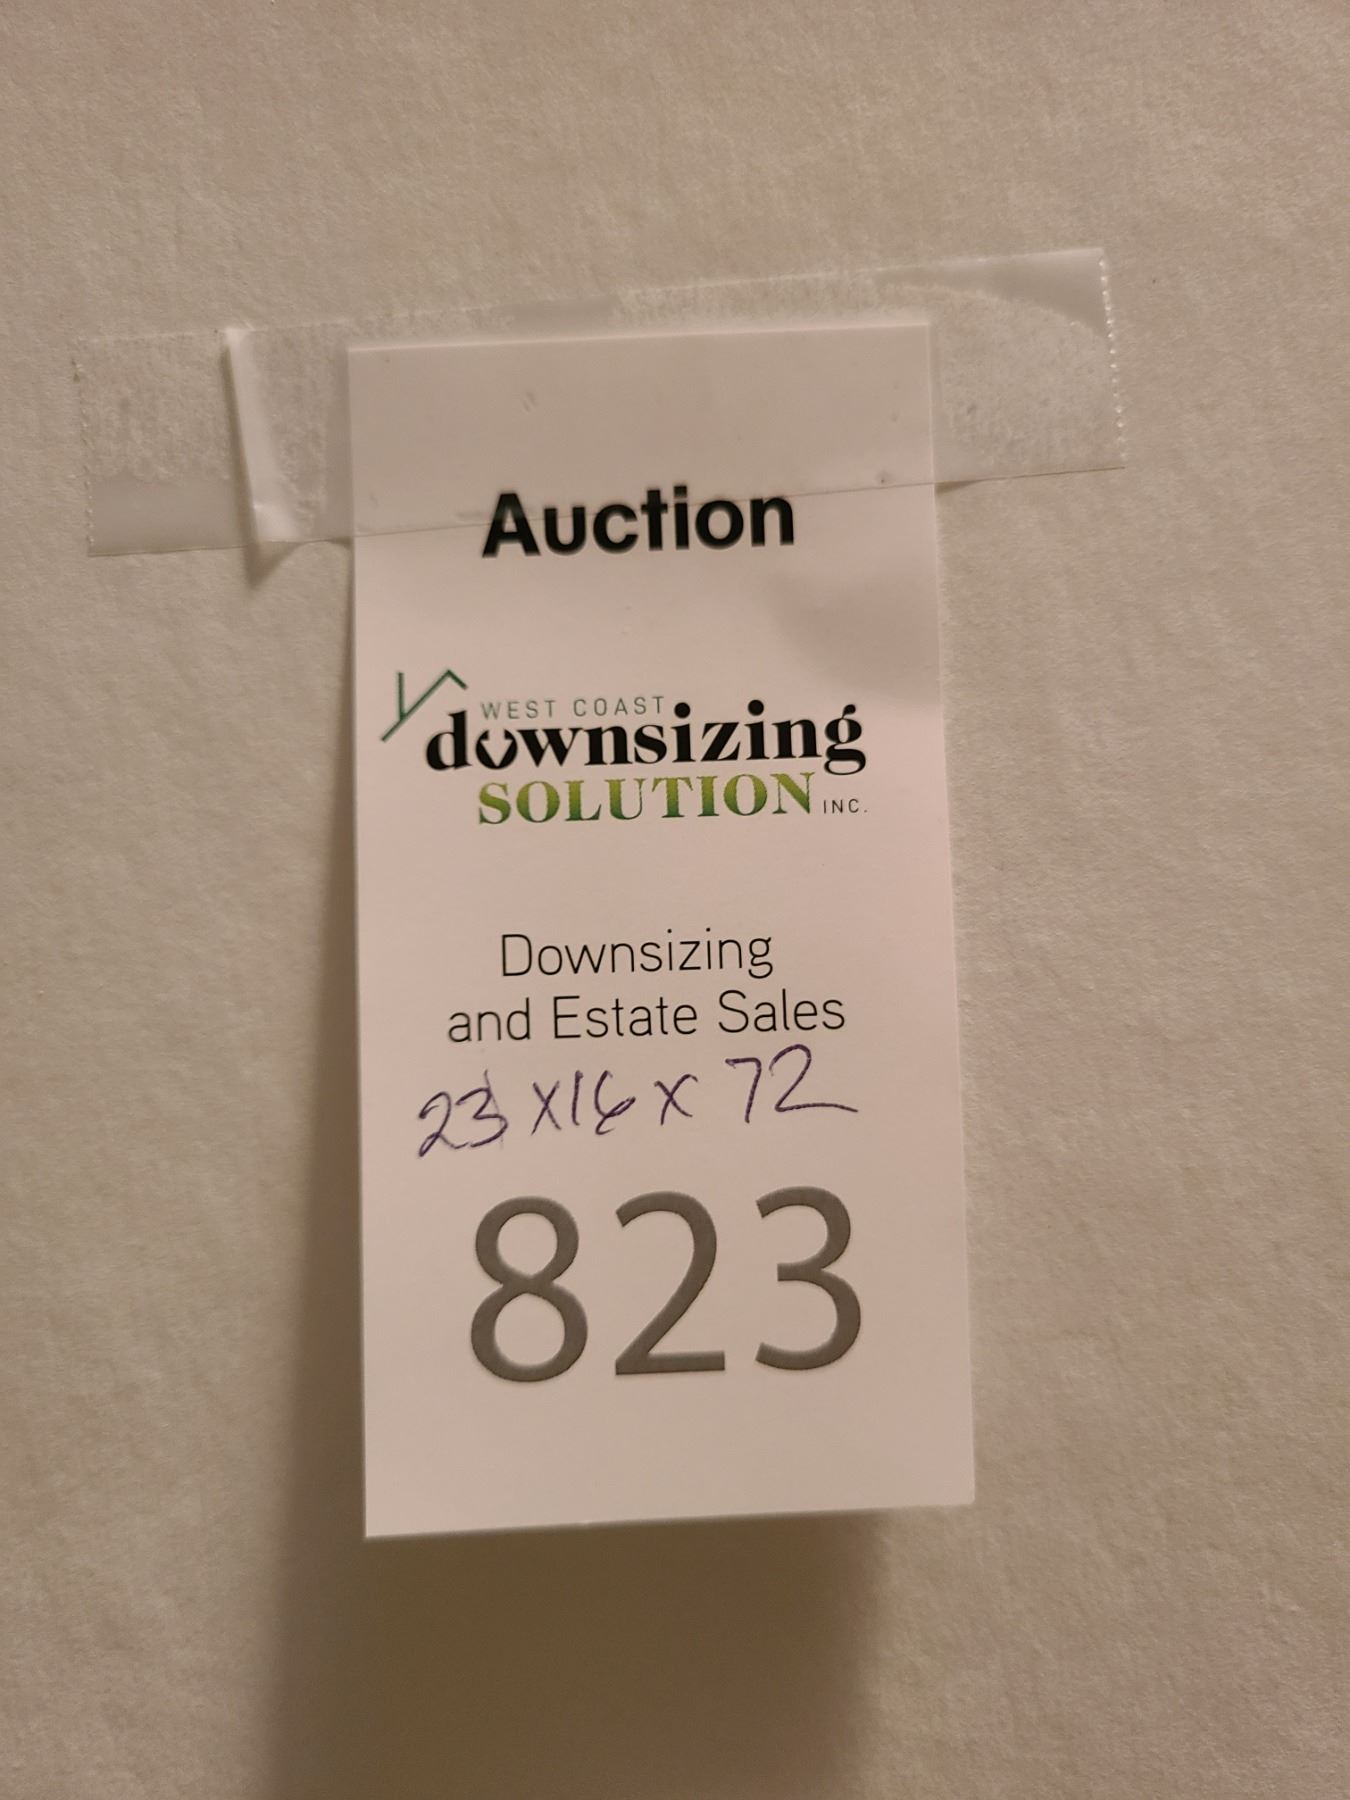 Auction
WEST COAST
downsizing
SOLUTION INC.
Downsizing
and Estate Sales
23 x 16 x 72
823